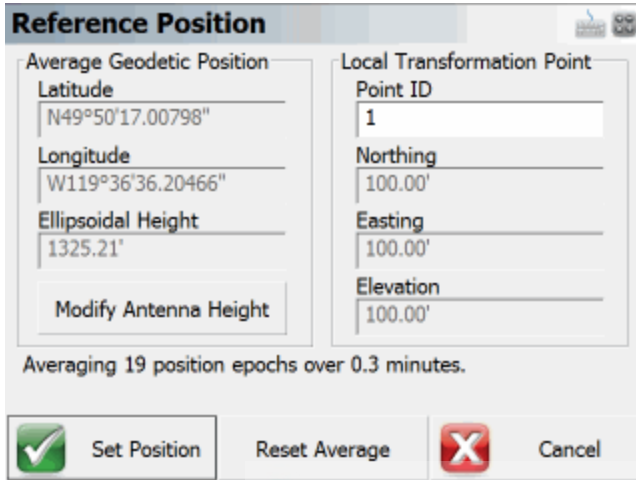 Reference Position
Average Geodetic Position
Latitude
N49°50'17.00798"
Longitude
W119°36'36.20466"
Ellipsoidal Height
1325.21'
Modify Antenna Height
Local Transformation Point
Point ID
1
Northing
100.00'
Easting
100.00'
Elevation
100.00'
Averaging 19 position epochs over 0.3 minutes.
Set Position
Reset Average
Cancel